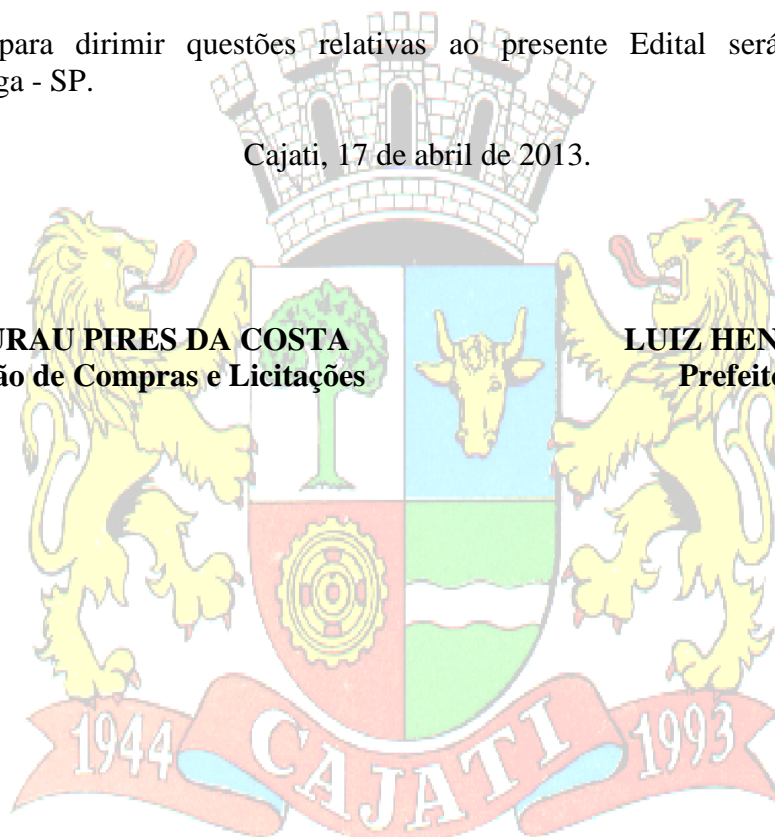 para dirimir questões relativas ao presente Edital será
ga - SP.
Cajati, 17 de abril de 2013.
URAU PIRES DA COSTA
LUIZ HEN
ão de Compras e Licitações
Prefeito
1944
CAJATI
1993